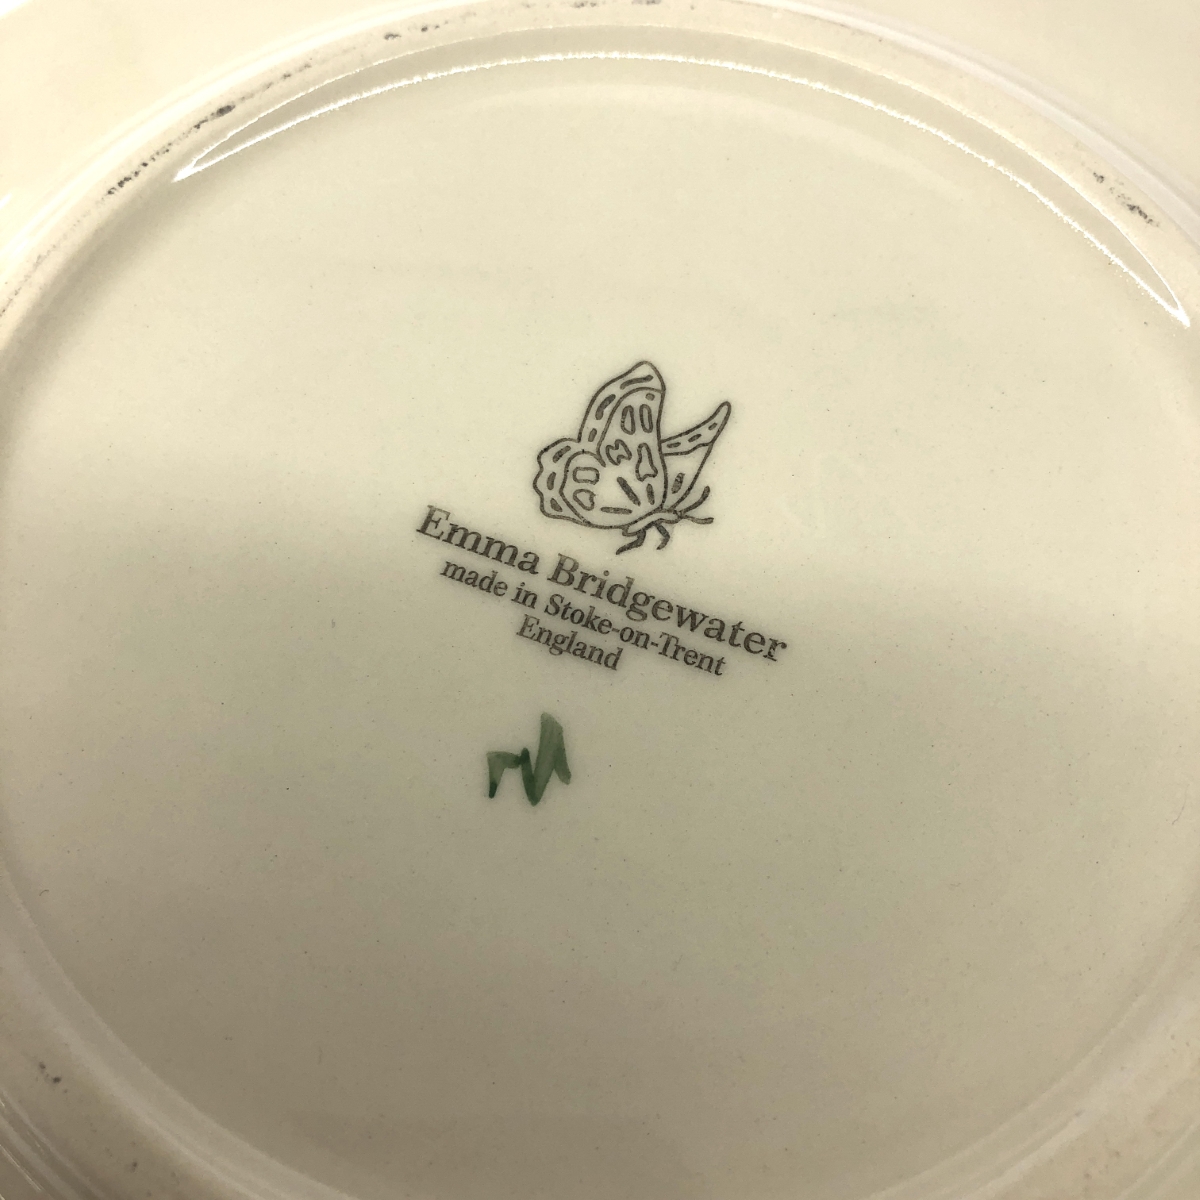 Emma Bridgewater
made in Stoke-on-Trent
England